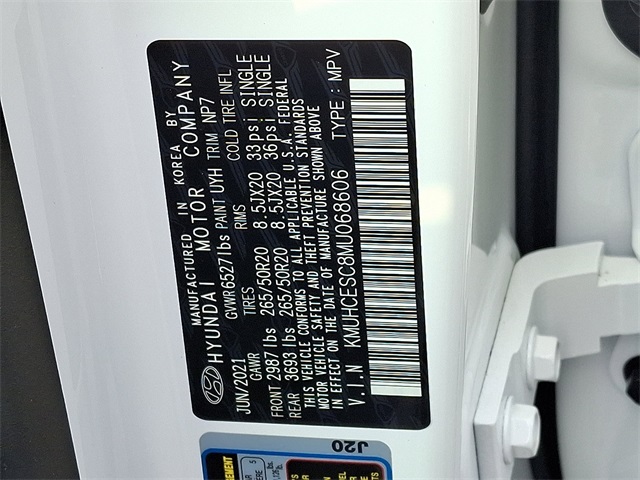 MANUFACTURED IN KOREA BY
HYUNDAI MOTOR COMPANY
JUN/2021 GVWR 6527 lbs PAINT UYH TRIM NP7
GAWR TIRES RIMS COLD TIRE INFL
FRONT 2987 lbs 265/50R20 8.5JX20 33psi SINGLE
REAR 3693 lbs 265/50R20 8.5JX20 36psi SINGLE
THIS VEHICLE CONFORMS TO ALL APPLICABLE U.S.A. FEDERAL
MOTOR VEHICLE SAFETY AND THEFT PREVENTION STANDARDS
IN EFFECT ON THE DATE OF MANUFACTURE SHOWN ABOVE
V.I.N KMUHCESC8MU068606 TYPE : MPV
J20